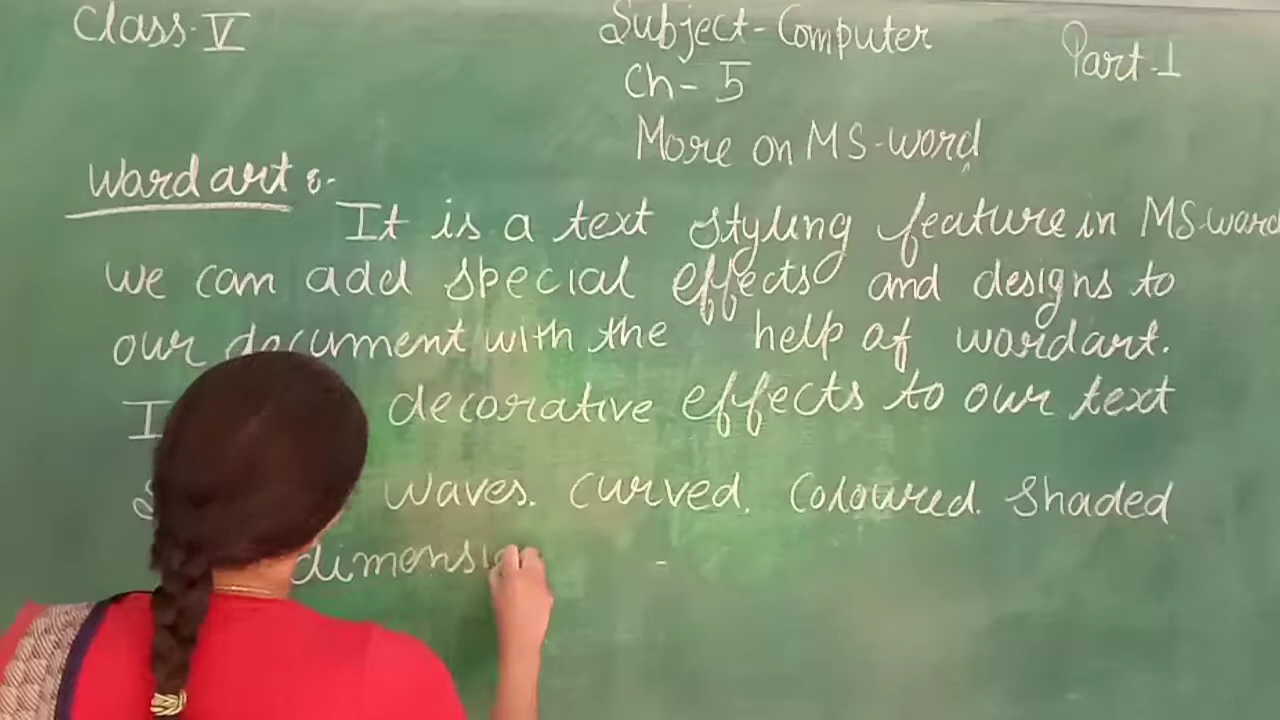 Class-V
Subject-Computer
Part-1
Ch-5
More on MS-word
Wordart :-
It is a text styling feature in MS-word
we can add special effects and designs to
our document with the help of wordart.
decorative effects to our text
waves. curved. coloured. shaded